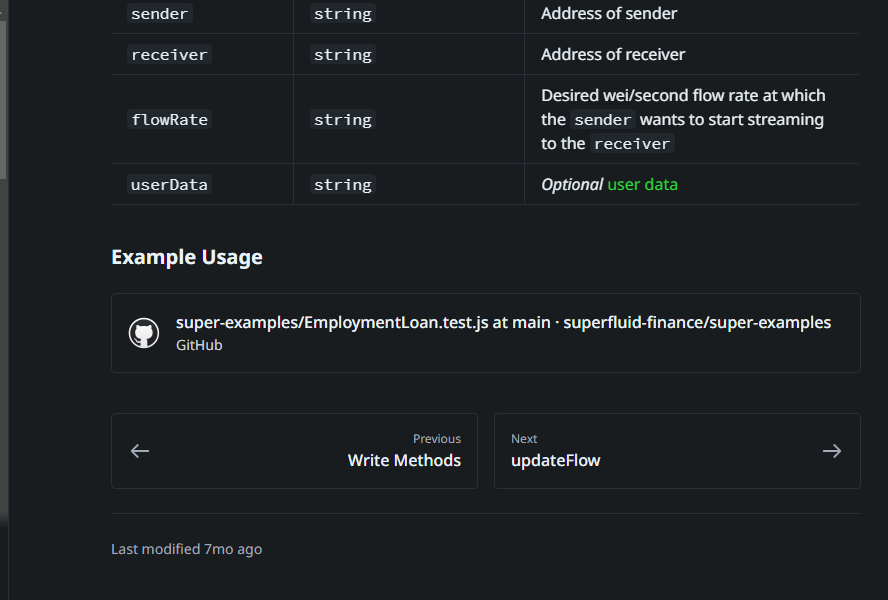 sender string Address of sender
receiver string Address of receiver
Desired wei/second flow rate at which
flowRate string the sender wants to start streaming
to the receiver
userData string Optional user data
Example Usage
super-examples/EmploymentLoan.test.js at main · superfluid-finance/super-examples
GitHub
Previous
Write Methods
Next
updateFlow
Last modified 7mo ago